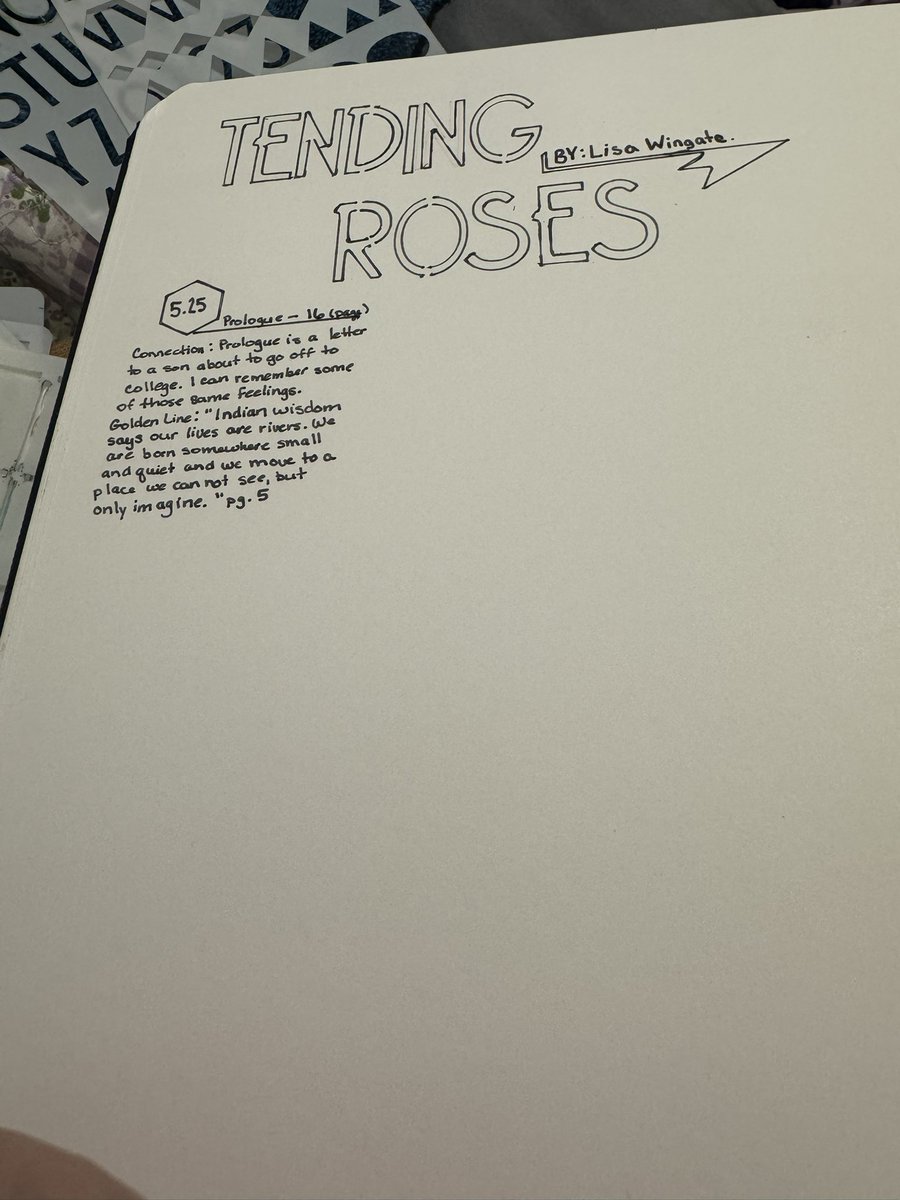 STUVW
YZ
TENDING
BY: Lisa Wingate.
ROSES
5.25
Prologue - 16 (page)
Connection: Prologue is a letter
to a son about to go off to
college. I can remember some
of those same feelings.
Golden Line: "Indian wisdom
says our lives are rivers. We
are born somewhere small
and quiet and we move to a
place we can not see, but
only imagine." pg. 5